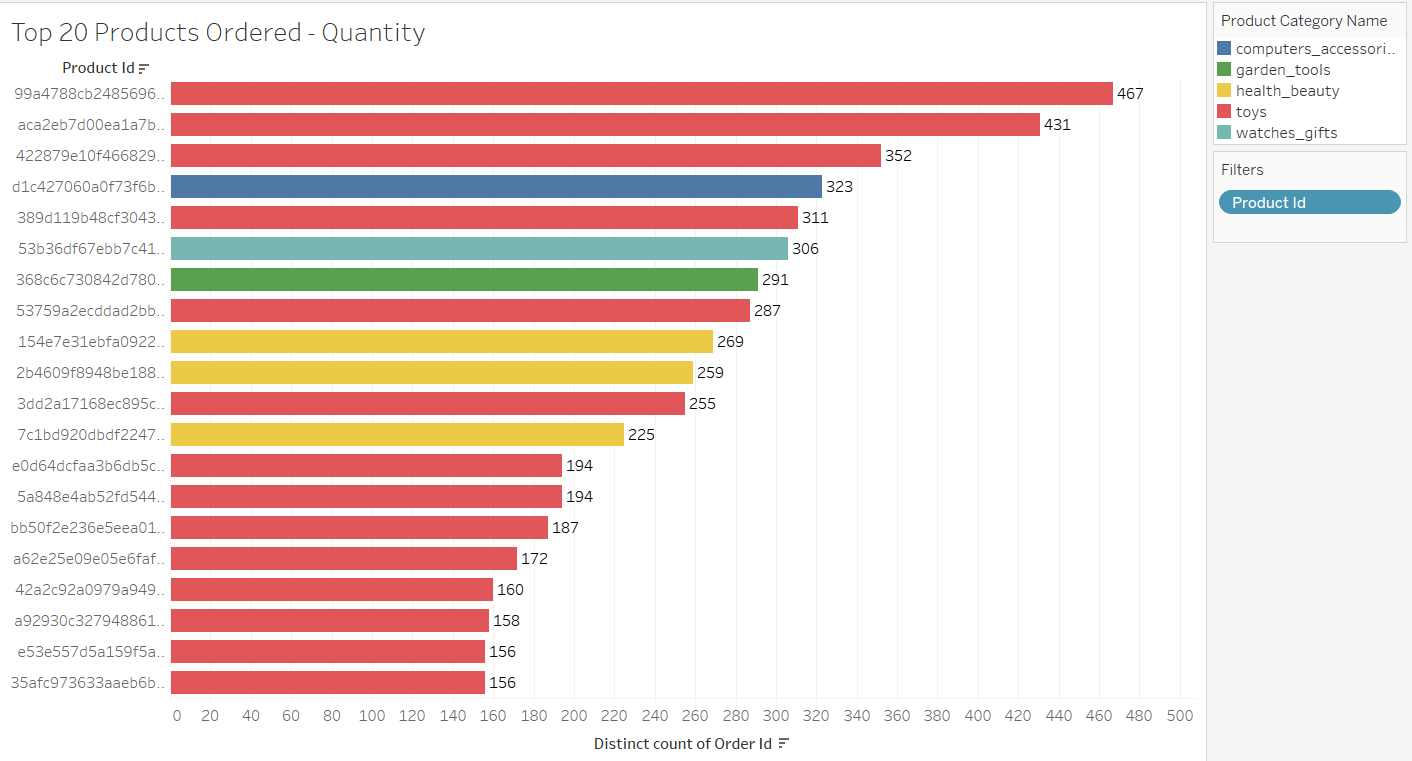 Top 20 Products Ordered - Quantity
Product Id
99a4788cb2485696.. 467
aca2eb7d00ea1a7b.. 431
422879e10f466829.. 352
d1c427060a0f73f6b.. 323
389d119b48cf3043.. 311
53b36df67ebb7c41.. 306
368c6c730842d780.. 291
53759a2ecddad2bb.. 287
154e7e31ebfa0922.. 269
2b4609f8948be188.. 259
3dd2a17168ec895c.. 255
7c1bd920dbdf2247.. 225
e0d64dcfaa3b6db5c.. 194
5a848e4ab52fd544.. 194
bb50f2e236e5eea01.. 187
a62e25e09e05e6faf.. 172
42a2c92a0979a949.. 160
a92930c327948861.. 158
e53e557d5a159f5a.. 156
35afc973633aaeb6b.. 156
0 20 40 60 80 100 120 140 160 180 200 220 240 260 280 300 320 340 360 380 400 420 440 460 480 500
Distinct count of Order Id
Product Category Name
computers_accessori..
garden_tools
health_beauty
toys
watches_gifts
Filters
Product Id